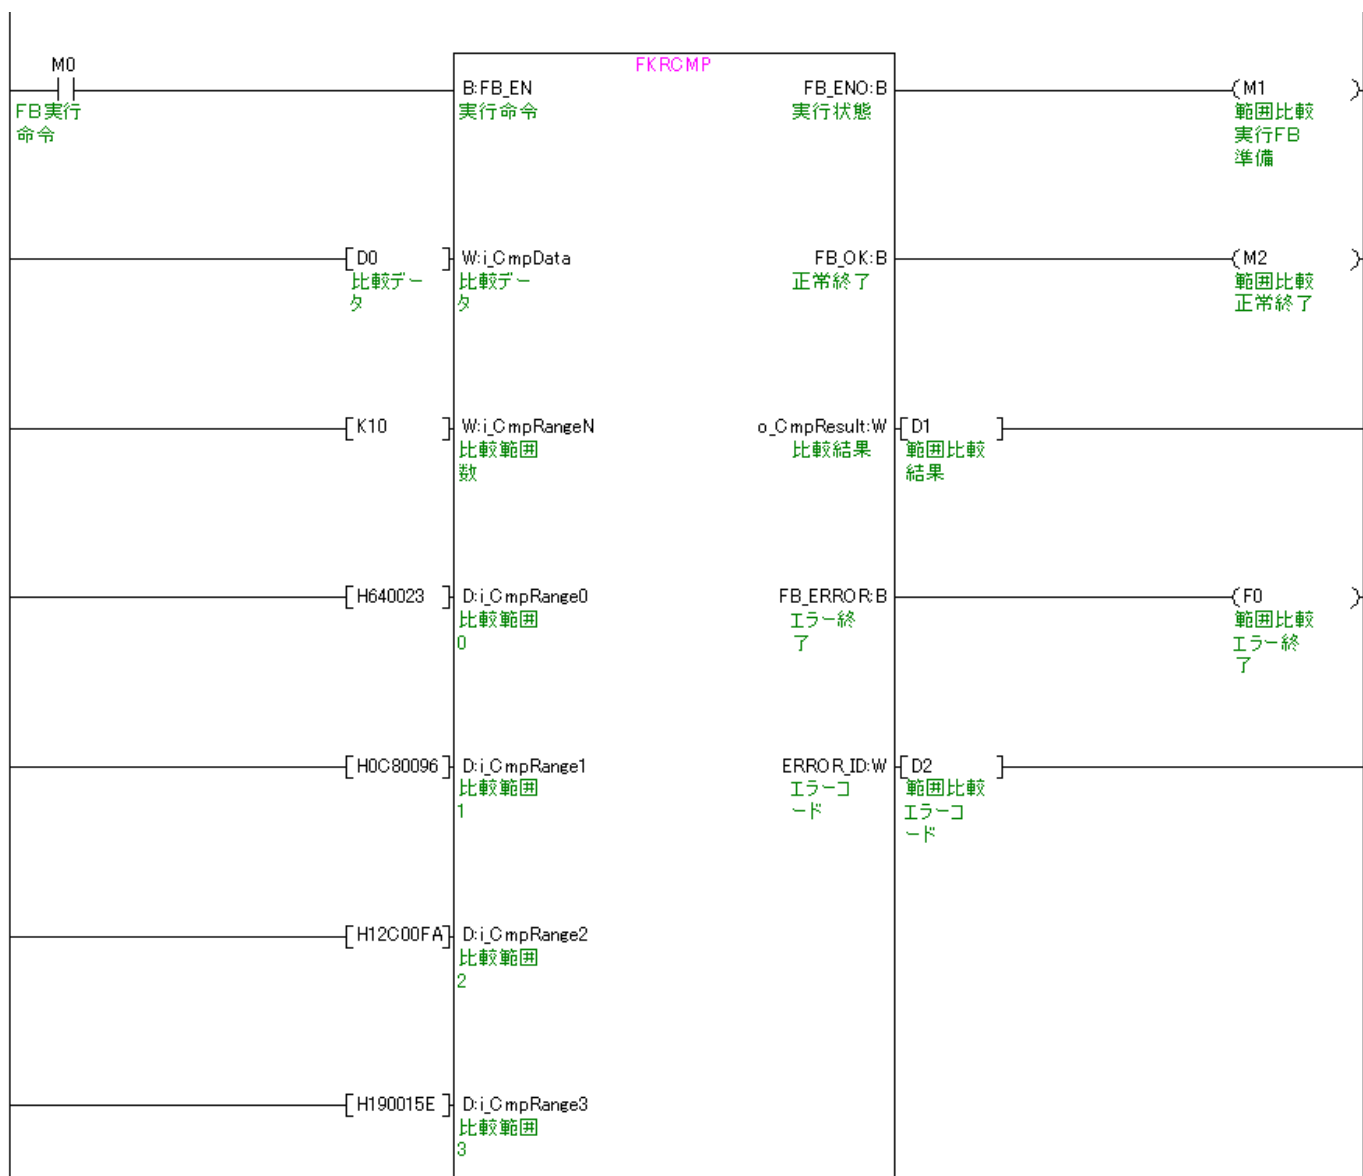 FKRCMP
M0
FB実行
命令
B:FB_EN
実行命令
FB_ENO:B
実行状態
M1
範囲比較
実行FB
準備
D0
比較デー
タ
W:i_CmpData
比較デー
タ
FB_OK:B
正常終了
M2
範囲比較
正常終了
K10
W:i_CmpRangeN
比較範囲
数
o_CmpResult:W
比較結果
D1
範囲比較
結果
H640023
D:i_CmpRange0
比較範囲
0
FB_ERROR:B
エラー終
了
F0
範囲比較
エラー終
了
H0C80096
D:i_CmpRange1
比較範囲
1
ERROR_ID:W
エラーコ
ード
D2
範囲比較
エラーコ
ード
H12C00FA
D:i_CmpRange2
比較範囲
2
H190015E
D:i_CmpRange3
比較範囲
3